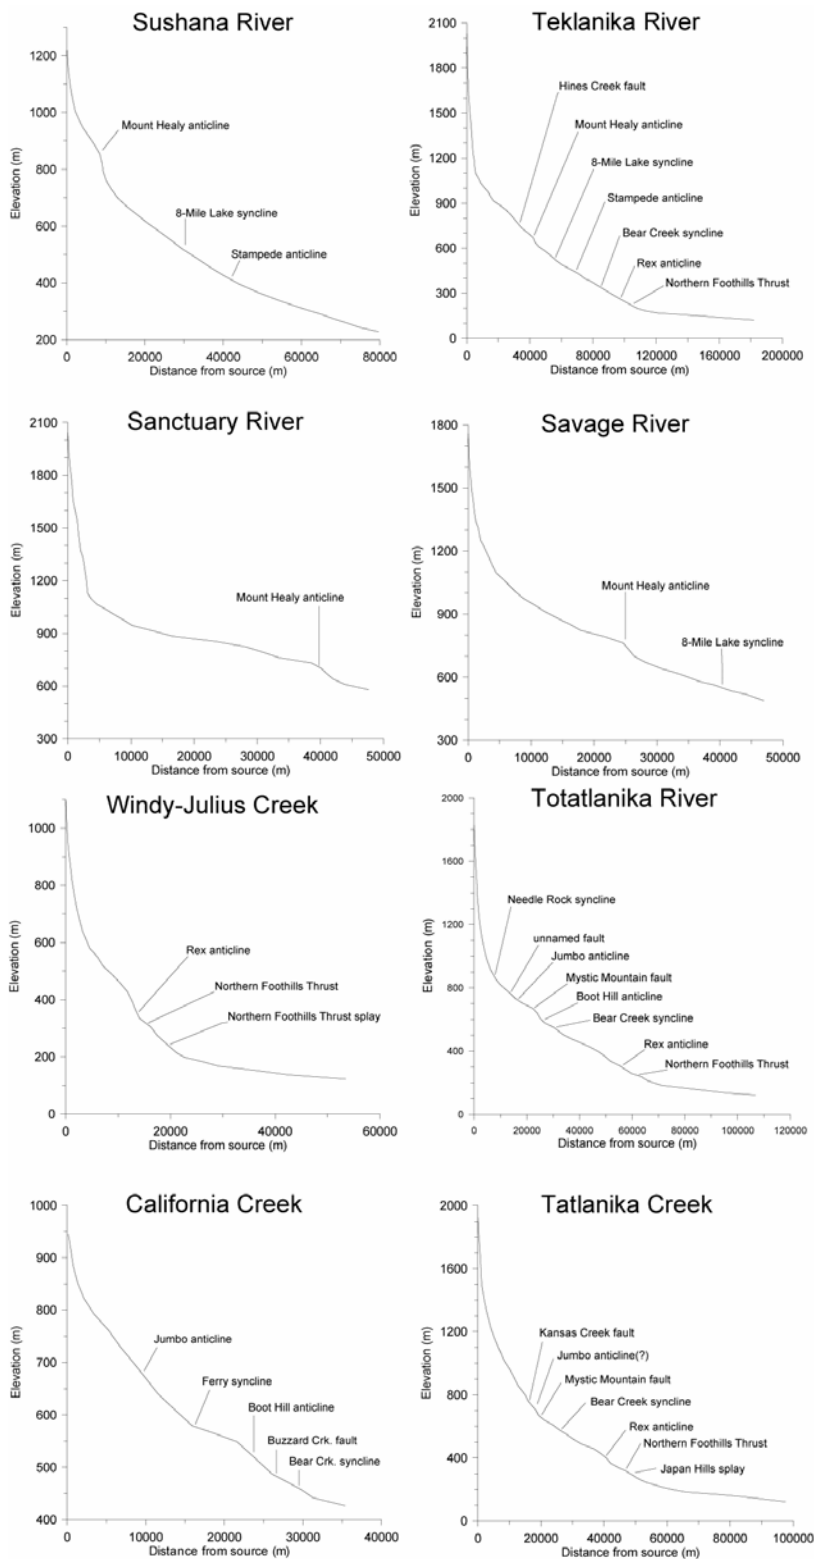 Sushana River
Elevation (m)
1200
1000
800
600
400
200
Mount Healy anticline
8-Mile Lake syncline
Stampede anticline
0 20000 40000 60000 80000
Distance from source (m)
Teklanika River
Elevation (m)
2100
1800
1500
1200
900
600
300
0
Hines Creek fault
Mount Healy anticline
8-Mile Lake syncline
Stampede anticline
Bear Creek syncline
Rex anticline
Northern Foothills Thrust
0 40000 80000 120000 160000 200000
Distance from source (m)
Sanctuary River
Elevation (m)
2100
1800
1500
1200
900
600
300
Mount Healy anticline
0 10000 20000 30000 40000 50000
Distance from source (m)
Savage River
Elevation (m)
1800
1500
1200
900
600
300
Mount Healy anticline
8-Mile Lake syncline
0 10000 20000 30000 40000 50000
Distance from source (m)
Windy-Julius Creek
Elevation (m)
1000
800
600
400
200
0
Rex anticline
Northern Foothills Thrust
Northern Foothills Thrust splay
0 20000 40000 60000
Distance from source (m)
Totatlanika River
Elevation (m)
2000
1600
1200
800
400
0
Needle Rock syncline
unnamed fault
Jumbo anticline
Mystic Mountain fault
Boot Hill anticline
Bear Creek syncline
Rex anticline
Northern Foothills Thrust
0 20000 40000 60000 80000 100000 120000
Distance from source (m)
California Creek
Elevation (m)
1000
900
800
700
600
500
400
Jumbo anticline
Ferry syncline
Boot Hill anticline
Buzzard Crk. fault
Bear Crk. syncline
0 10000 20000 30000 40000
Distance from source (m)
Tatlanika Creek
Elevation (m)
2000
1600
1200
800
400
0
Kansas Creek fault
Jumbo anticline(?)
Mystic Mountain fault
Bear Creek syncline
Rex anticline
Northern Foothills Thrust
Japan Hills splay
0 20000 40000 60000 80000 100000
Distance from source (m)